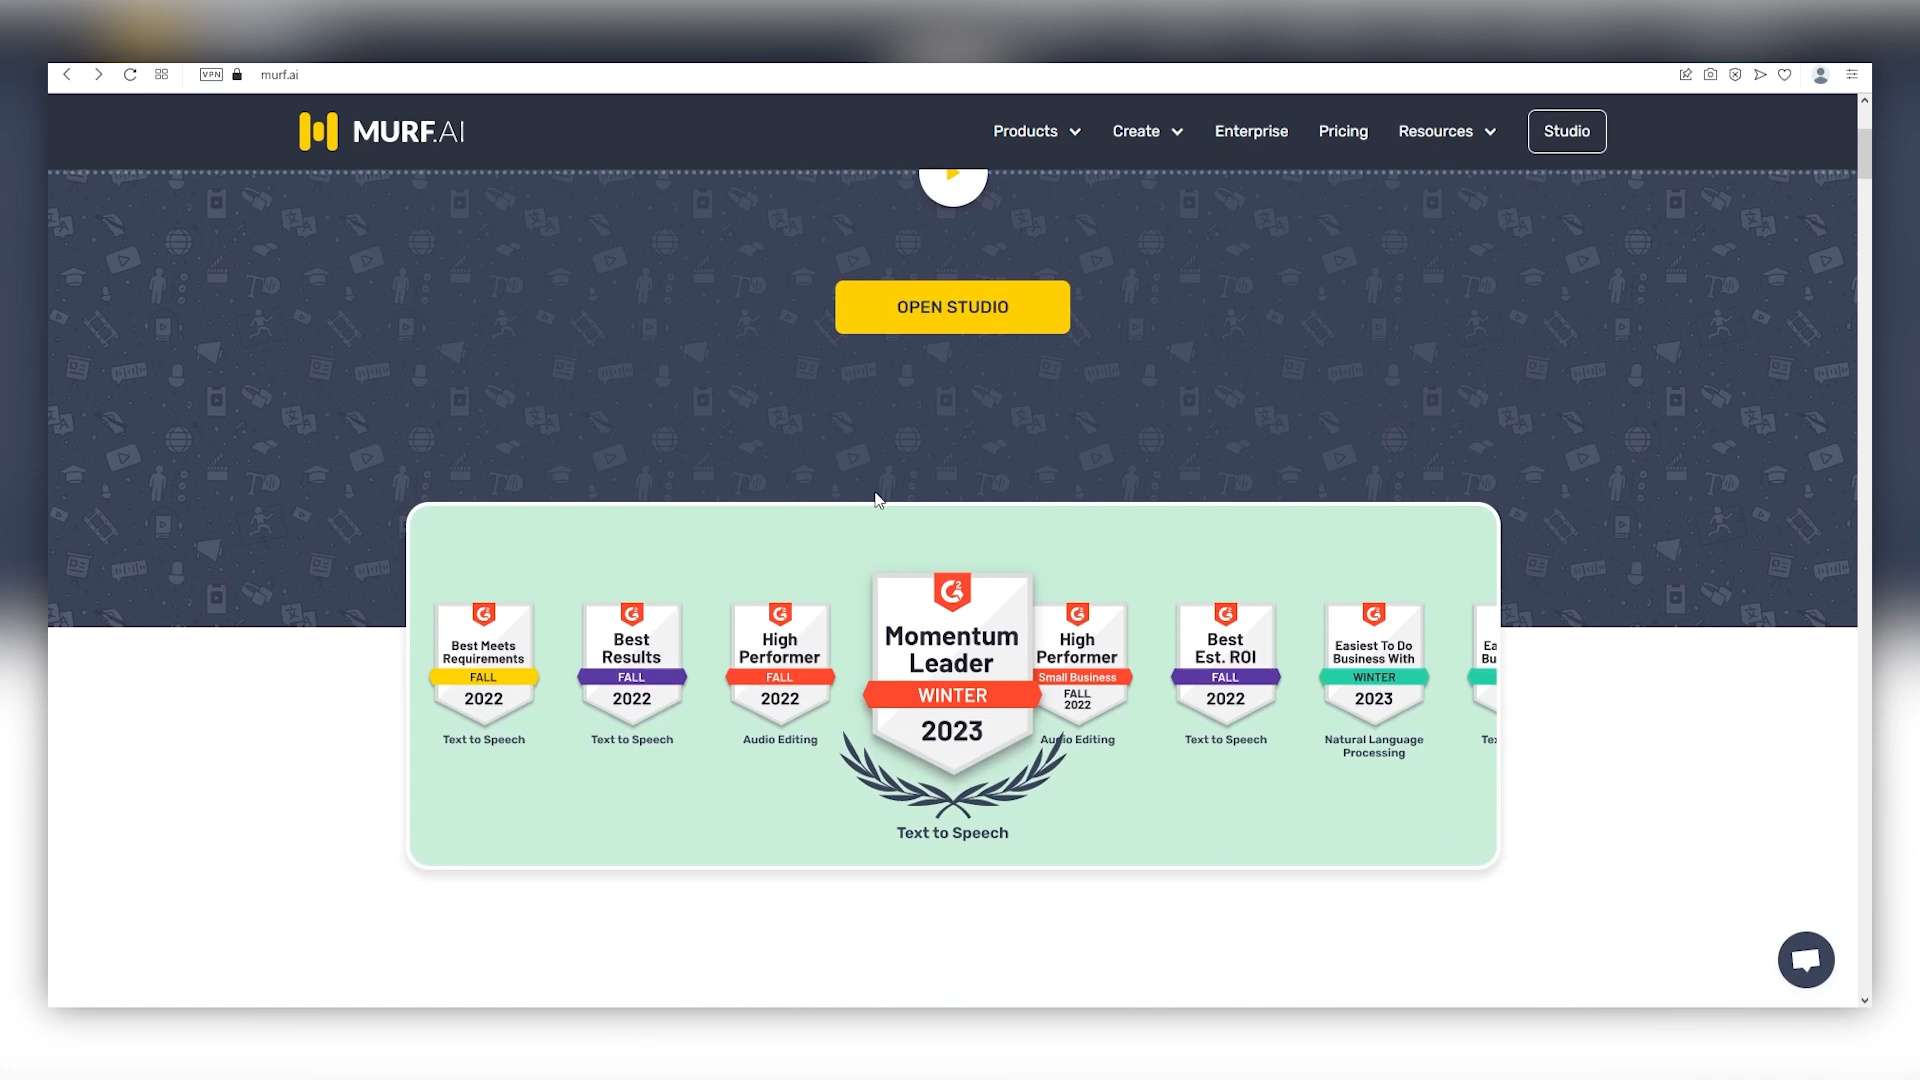 VPN murf.ai
MURF.AI
Products
Create
Enterprise
Pricing
Resources
Studio
OPEN STUDIO
Best Meets
Requirements
FALL
2022
Text to Speech
Best
Results
FALL
2022
Text to Speech
High
Performer
FALL
2022
Audio Editing
Momentum
Leader
WINTER
2023
Text to Speech
High
Performer
Small Business
FALL
2022
Audio Editing
Best
Est. ROI
FALL
2022
Text to Speech
Easiest To Do
Business With
WINTER
2023
Natural Language
Processing